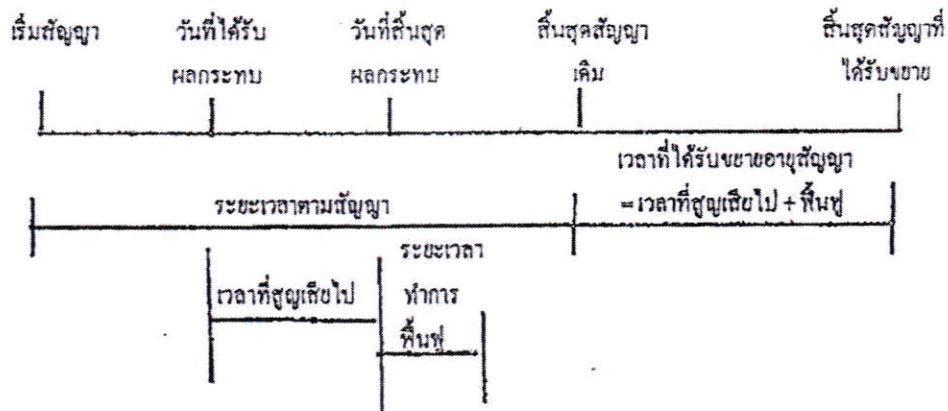 เริ่มสัญญา วันที่ได้รับ วันที่สิ้นสุด สิ้นสุดสัญญา สิ้นสุดสัญญาที่
ผลกระทบ ผลกระทบ เดิม ได้รับขยาย
เวลาที่ได้รับขยายอายุสัญญา
ระยะเวลาตามสัญญา = เวลาที่สูญเสียไป + ฟื้นฟู
ระยะเวลา
เวลาที่สูญเสียไป ทำการ
ฟื้นฟู